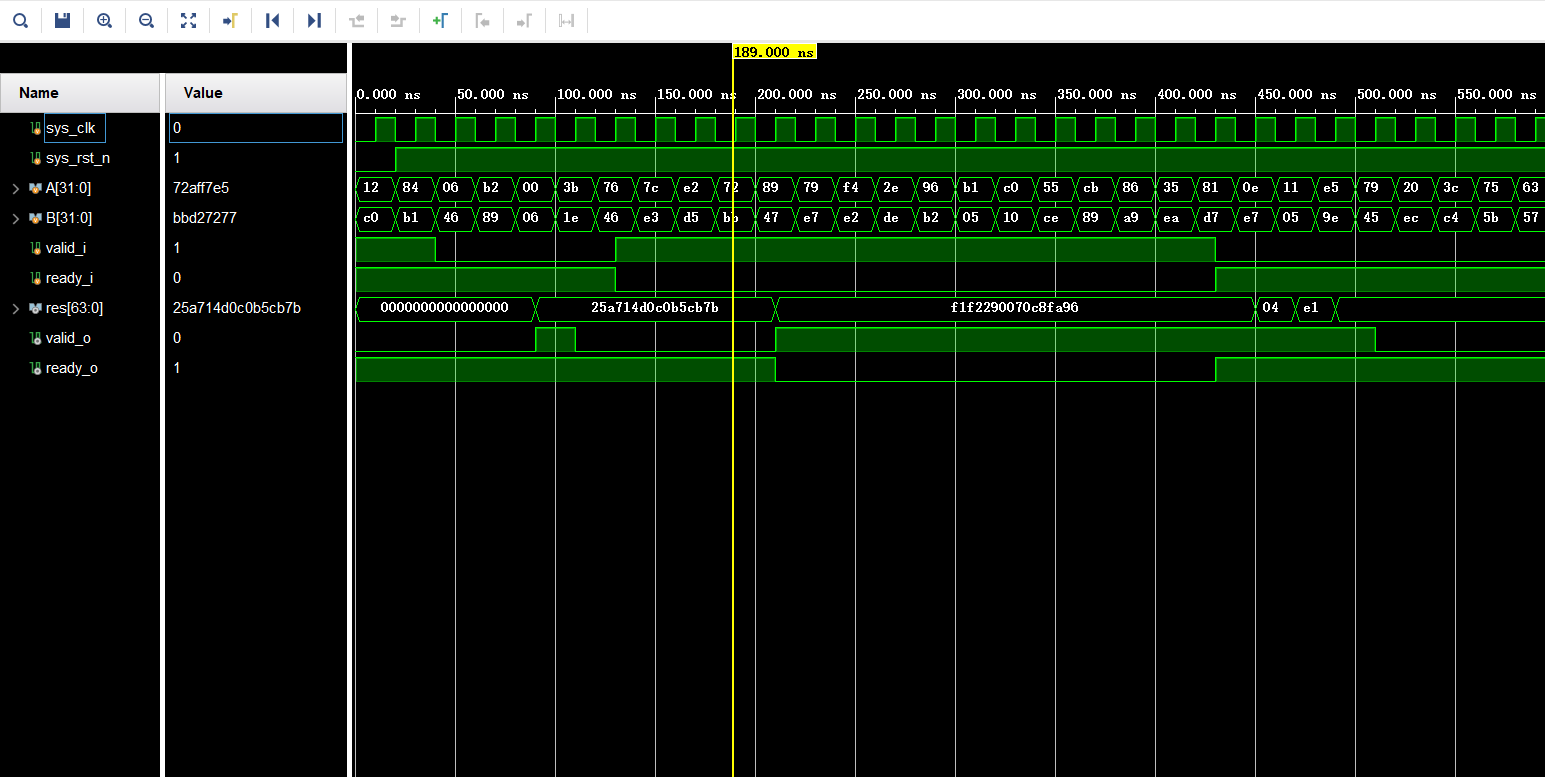 189.000 ns
Name Value 0.000 ns 50.000 ns 100.000 ns 150.000 ns 200.000 ns 250.000 ns 300.000 ns 350.000 ns 400.000 ns 450.000 ns 500.000 ns 550.000 ns
sys_clk 0
sys_rst_n 1
A[31:0] 72aff7e5 12 84 06 b2 00 3b 76 7c e2 72 89 79 f4 2e 96 b1 c0 55 cb 86 35 81 0e 11 e5 79 20 3c 75 63
B[31:0] bbd27277 c0 b1 46 89 06 1e 46 e3 d5 bb 47 e7 e2 de b2 05 10 ce 89 a9 ea d7 e7 05 9e 45 ec c4 5b 57
valid_i 1
ready_i 0
res[63:0] 25a714d0c0b5cb7b 0000000000000000 25a714d0c0b5cb7b f1f2290070c8fa96 04 e1
valid_o 0
ready_o 1